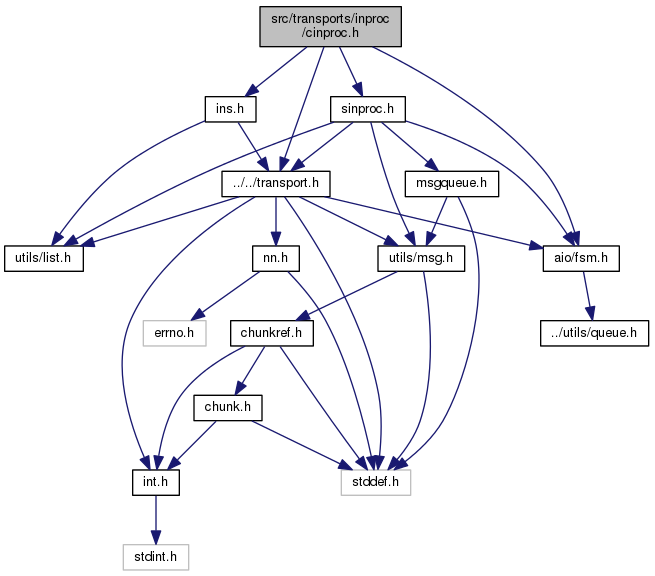 src/transports/inproc
/cinproc.h
ins.h
sinproc.h
../../transport.h
msgqueue.h
utils/list.h
nn.h
utils/msg.h
aio/fsm.h
errno.h
chunkref.h
../utils/queue.h
chunk.h
int.h
stddef.h
stdint.h